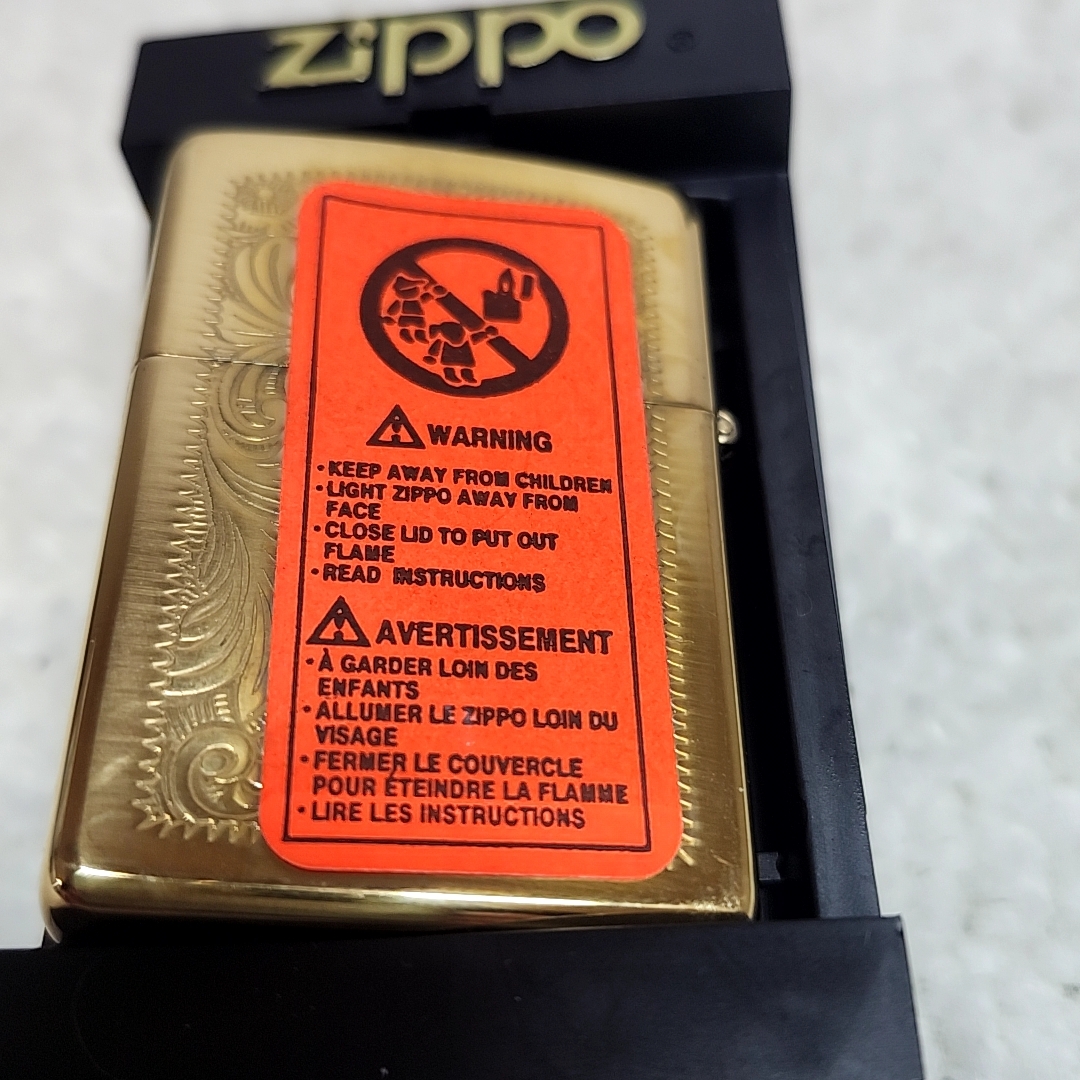 Zippo
WARNING
• KEEP AWAY FROM CHILDREN
• LIGHT ZIPPO AWAY FROM
FACE
• CLOSE LID TO PUT OUT
FLAME
• READ INSTRUCTIONS
AVERTISSEMENT
• À GARDER LOIN DES
ENFANTS
• ALLUMER LE ZIPPO LOIN DU
VISAGE
• FERMER LE COUVERCLE
POUR ÉTEINDRE LA FLAMME
• LIRE LES INSTRUCTIONS